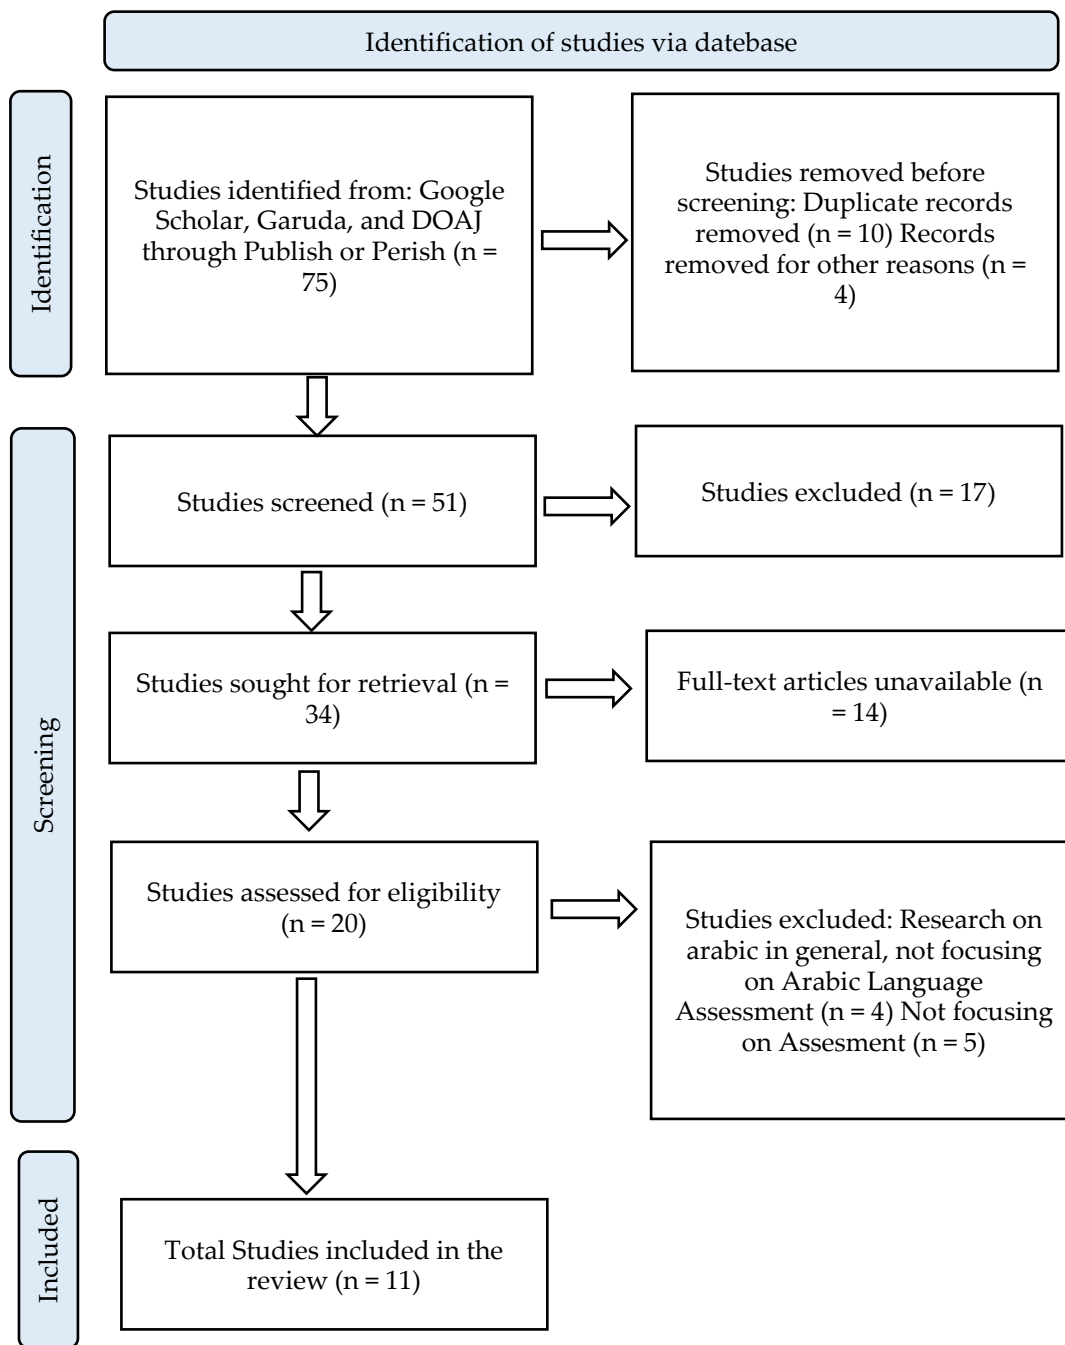 Identification of studies via datebase
Identification
Studies identified from: Google
Scholar, Garuda, and DOAJ
through Publish or Perish (n =
75)
Studies removed before
screening: Duplicate records
removed (n = 10) Records
removed for other reasons (n =
4)
Screening
Studies screened (n = 51)
Studies excluded (n = 17)
Studies sought for retrieval (n =
34)
Full-text articles unavailable (n
= 14)
Studies assessed for eligibility
(n = 20)
Studies excluded: Research on
arabic in general, not focusing
on Arabic Language
Assessment (n = 4) Not focusing
on Assesment (n = 5)
Included
Total Studies included in the
review (n = 11)